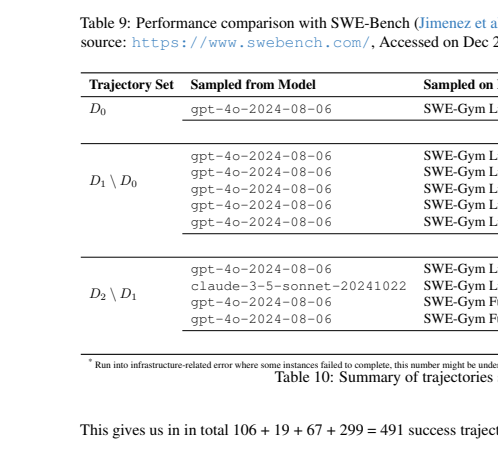 Table 9: Performance comparison with SWE-Bench (Jimenez et a
source: https://www.swebench.com/, Accessed on Dec 2
Trajectory Set Sampled from Model Sampled on
D0 gpt-4o-2024-08-06 SWE-Gym L
gpt-4o-2024-08-06 SWE-Gym L
gpt-4o-2024-08-06 SWE-Gym L
D1 \ D0 gpt-4o-2024-08-06 SWE-Gym L
gpt-4o-2024-08-06 SWE-Gym L
gpt-4o-2024-08-06 SWE-Gym L
gpt-4o-2024-08-06 SWE-Gym L
D2 \ D1 claude-3-5-sonnet-20241022 SWE-Gym L
gpt-4o-2024-08-06 SWE-Gym F
gpt-4o-2024-08-06 SWE-Gym F
* Run into infrastructure-related error where some instances failed to complete, this number might be under
Table 10: Summary of trajectories
This gives us in in total 106 + 19 + 67 + 299 = 491 success traject